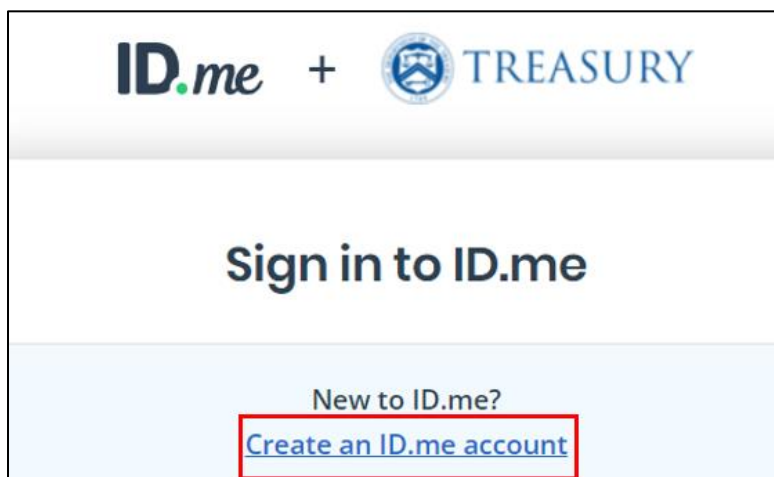 ID.me + TREASURY
Sign in to ID.me
New to ID.me?
Create an ID.me account